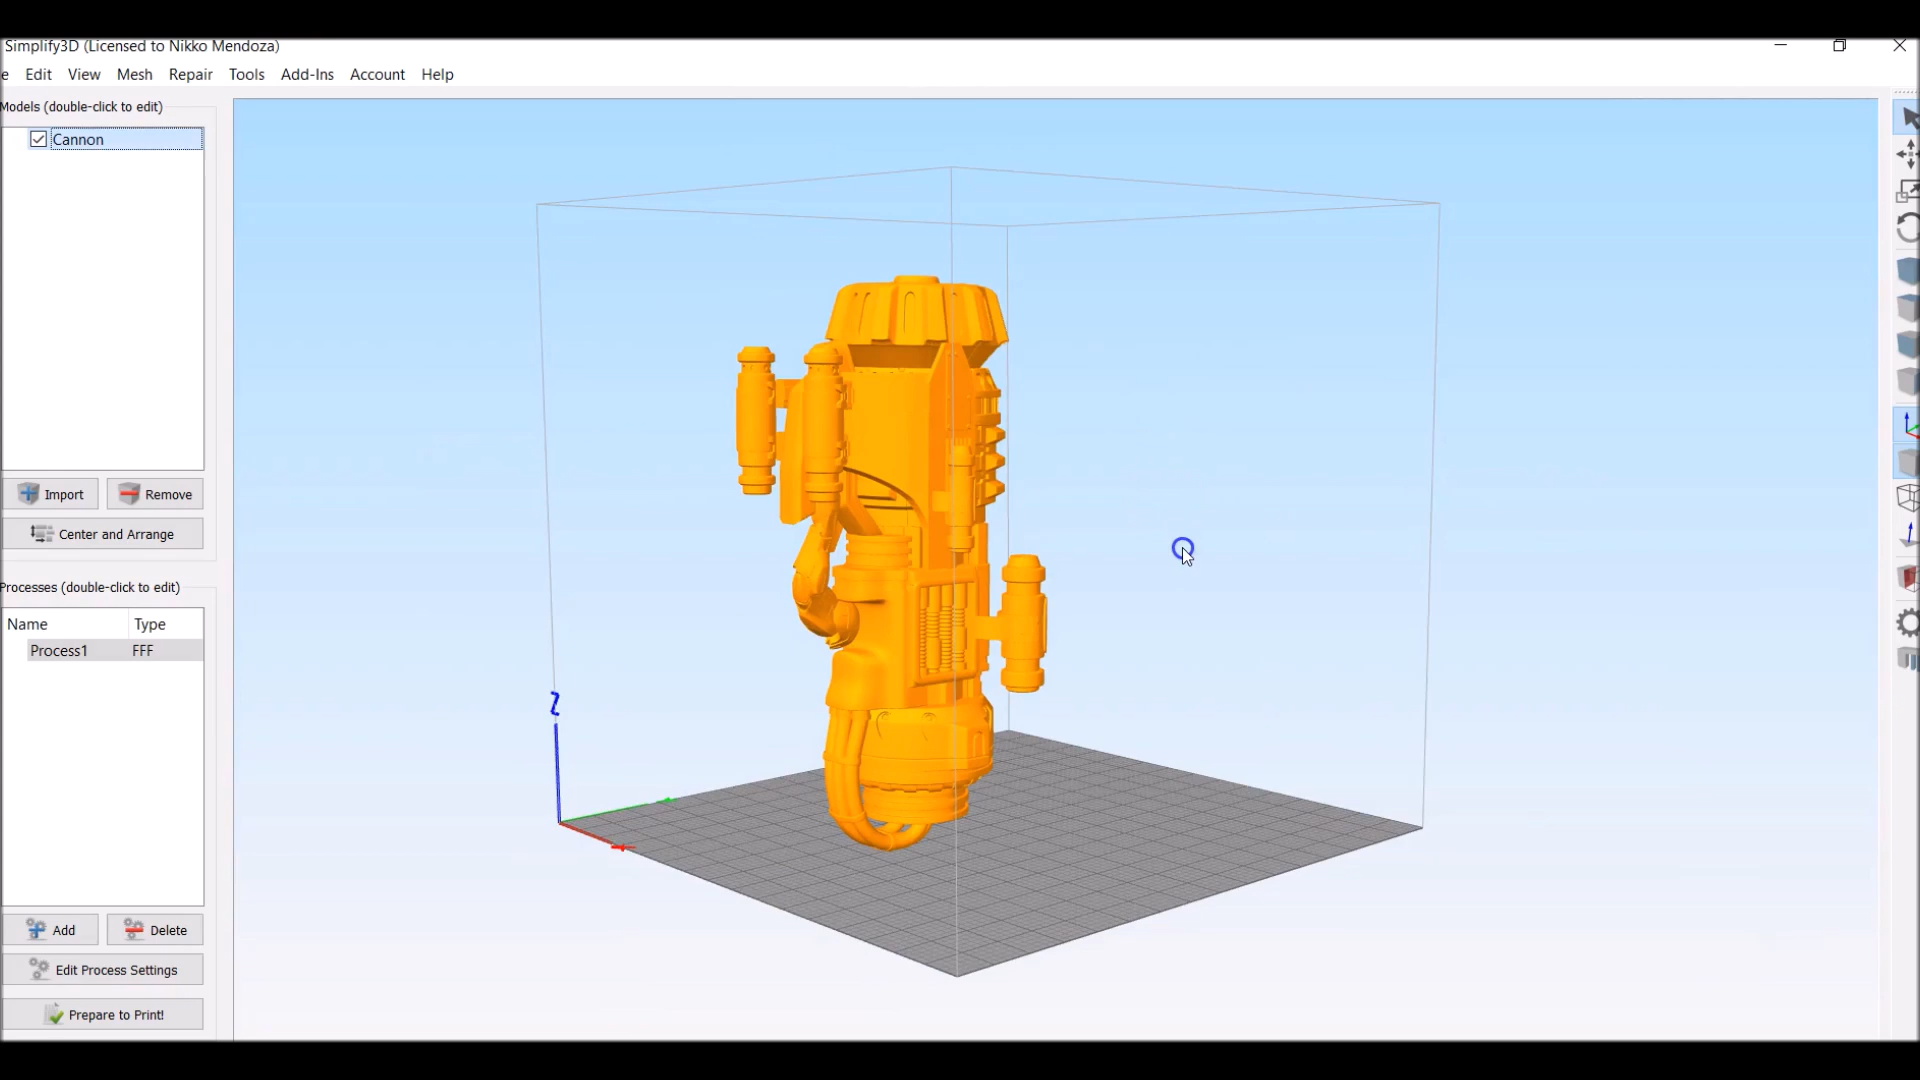 Simplify3D (Licensed to Nikko Mendoza)
e Edit View Mesh Repair Tools Add-Ins Account Help
Models (double-click to edit)
Cannon
Import Remove
Center and Arrange
Processes (double-click to edit)
Name Type
Process1 FFF
Add Delete
Edit Process Settings
Prepare to Print!
Z